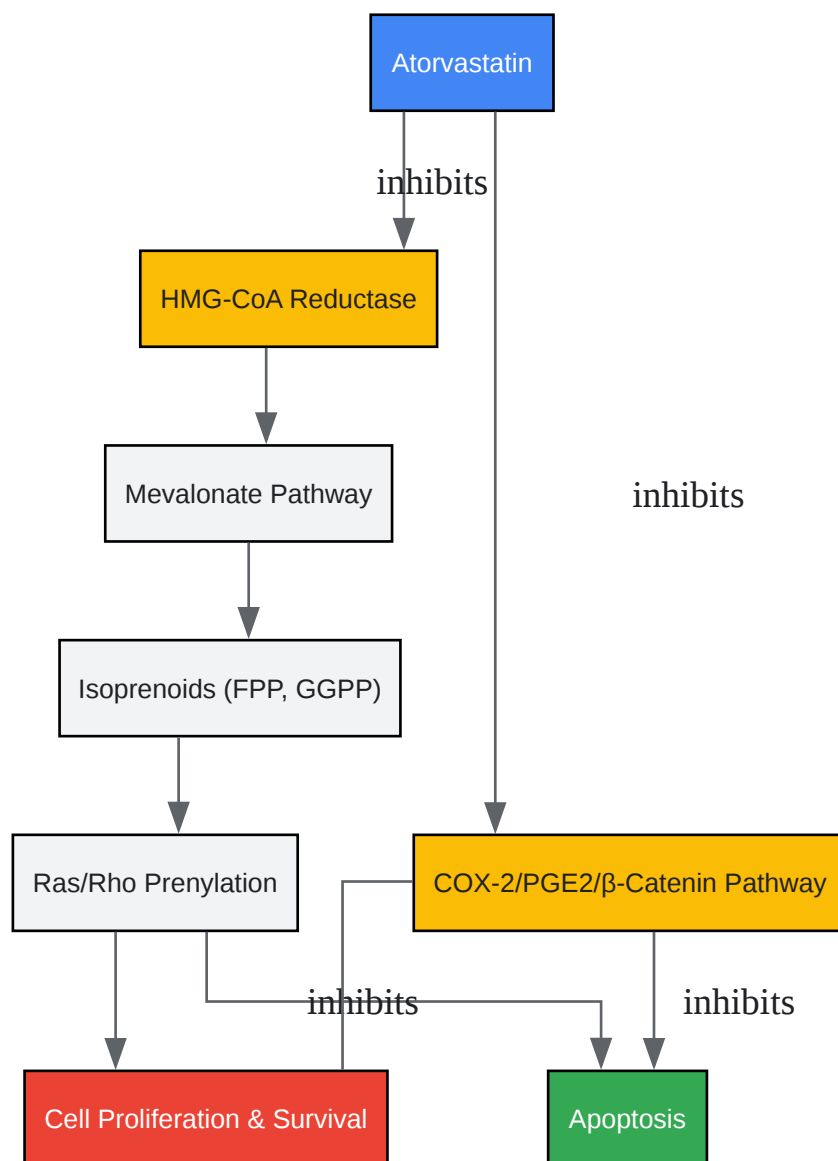 Atorvastatin
inhibits
HMG-CoA Reductase
Mevalonate Pathway
inhibits
Isoprenoids (FPP, GGPP)
Ras/Rho Prenylation
COX-2/PGE2/β-Catenin Pathway
inhibits
inhibits
Cell Proliferation & Survival
Apoptosis